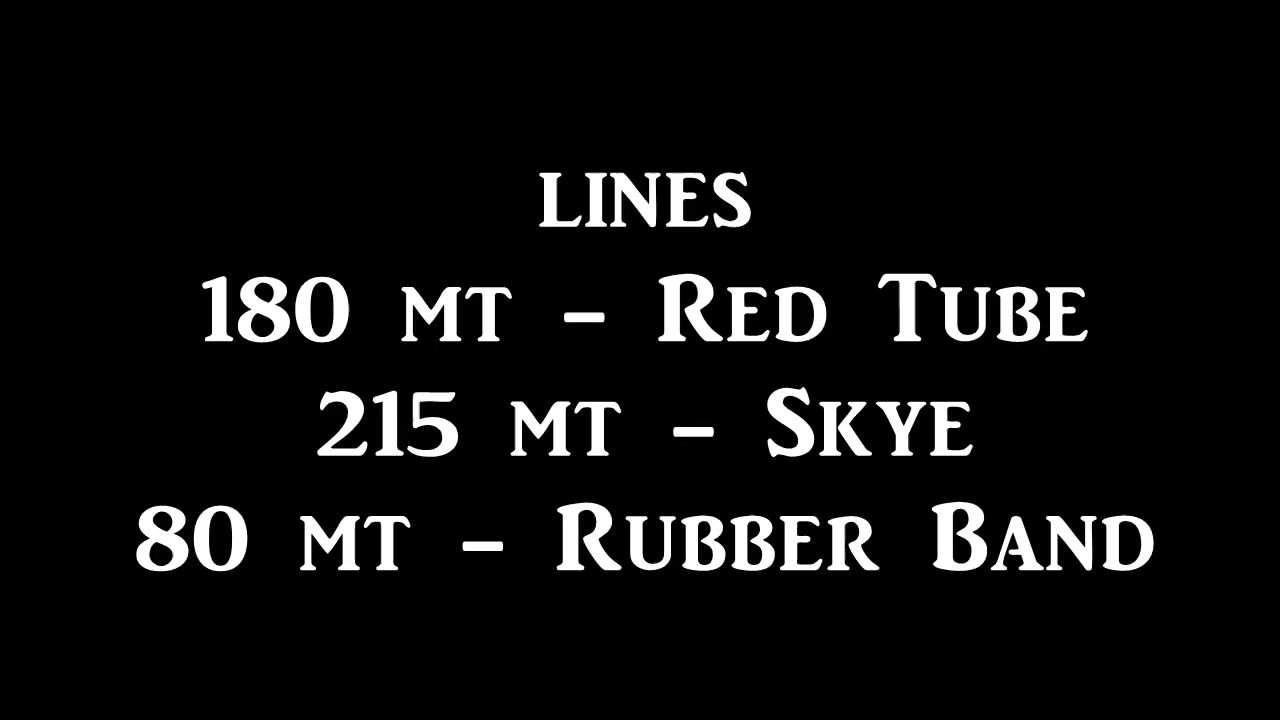 LINES
180 MT - RED TUBE
215 MT - SKYE
80 MT - RUBBER BAND